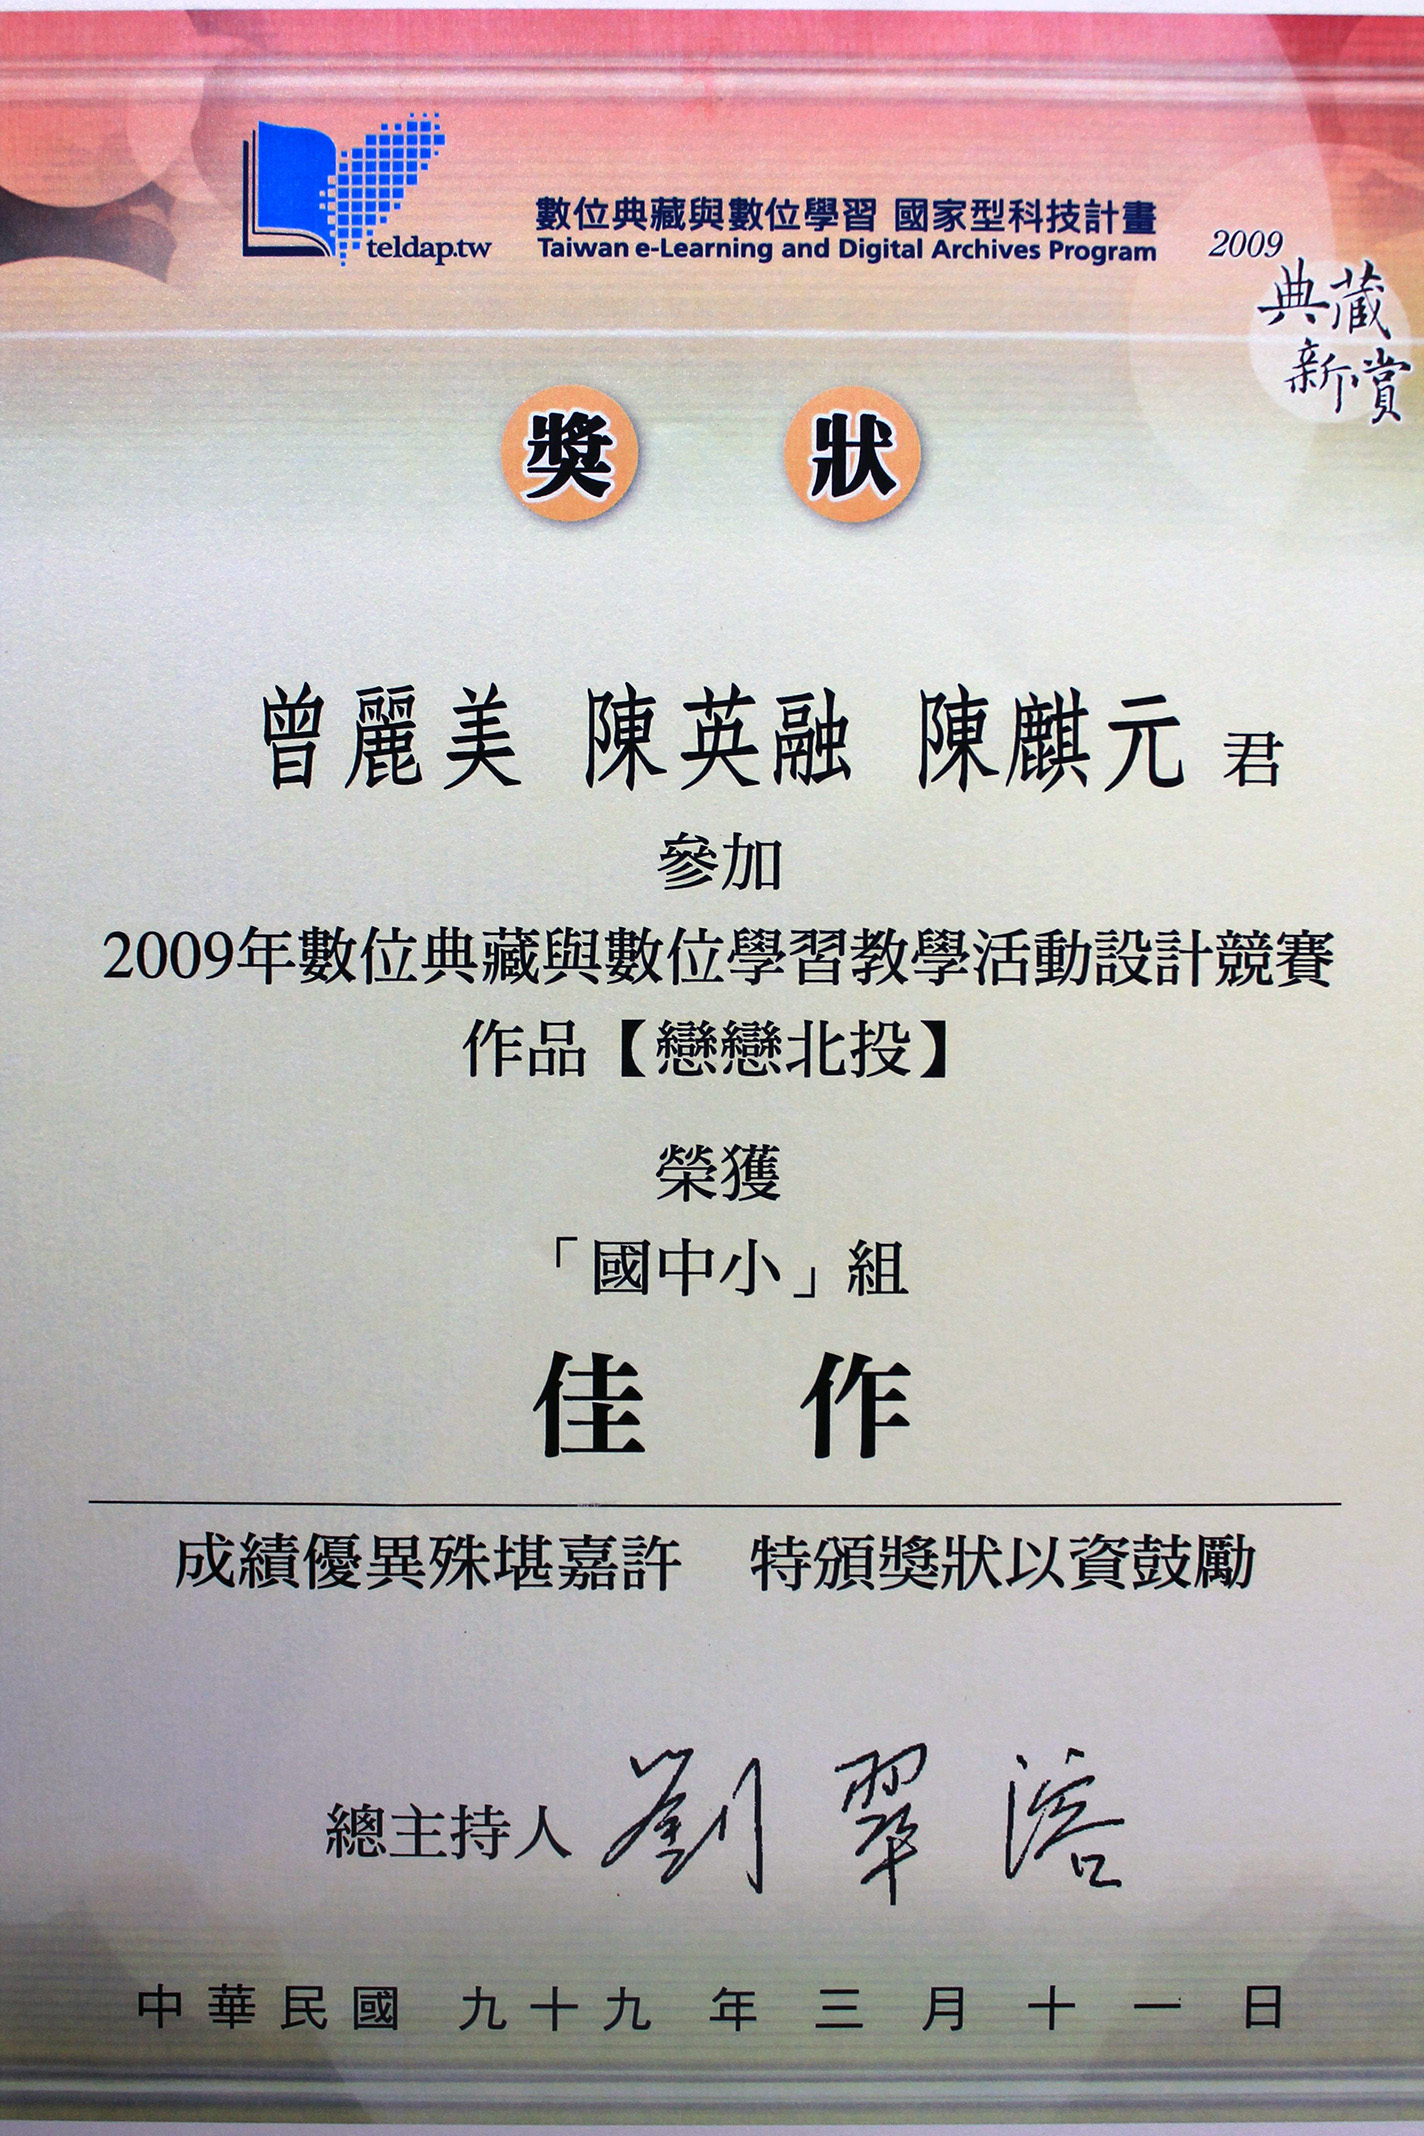 teldap.tw
數位典藏與數位學習 國家型科技計畫
Taiwan e-Learning and Digital Archives Program
2009
典藏
新賞
獎 狀
曾麗美 陳英融 陳麒元 君
參加
2009年數位典藏與數位學習教學活動設計競賽
作品【戀戀北投】
榮獲
「國中小」組
佳 作
成績優異殊堪嘉許 特頒獎狀以資鼓勵
總主持人 劉翠溶
中華民國 九十九 年 三 月 十 一 日